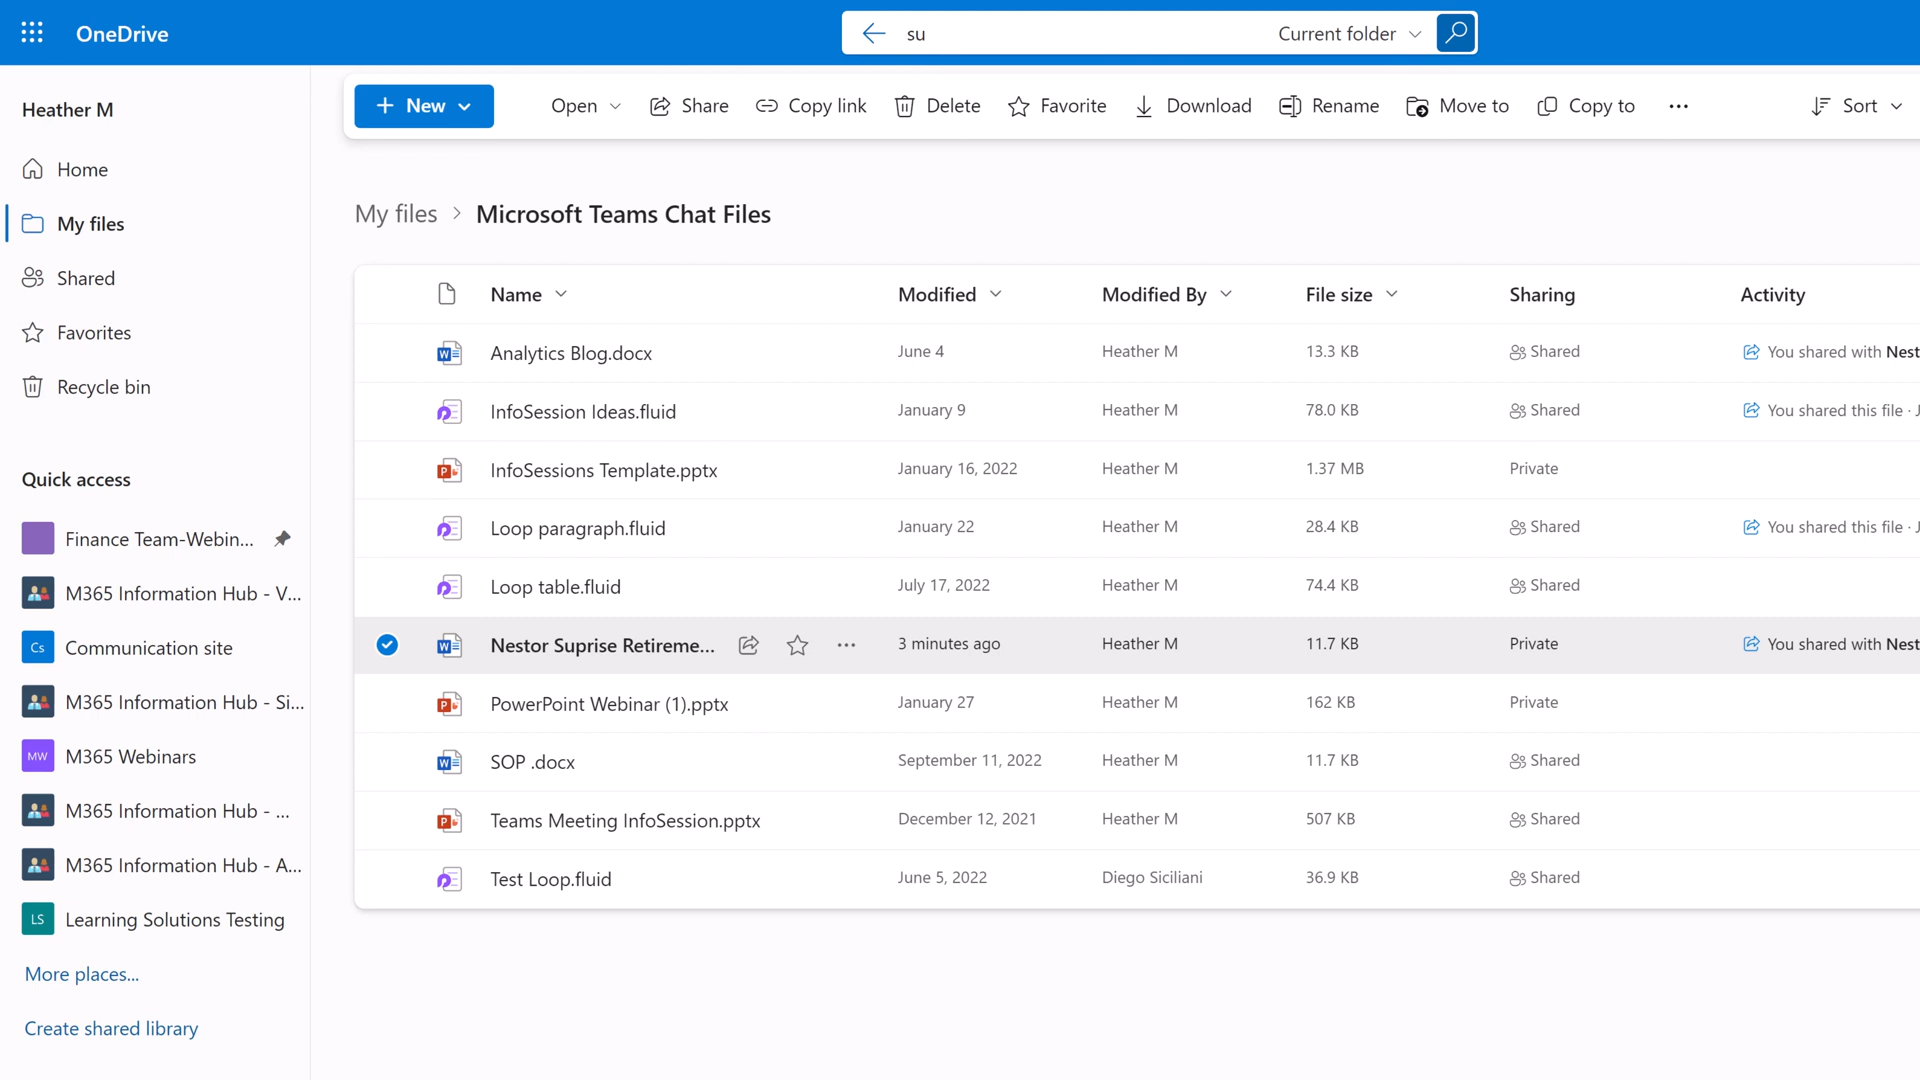 OneDrive
su
Current folder
Heather M
Home
My files
Shared
Favorites
Recycle bin
Quick access
Finance Team-Webin...
M365 Information Hub - V...
Cs Communication site
M365 Information Hub - Si...
MW M365 Webinars
M365 Information Hub - ...
M365 Information Hub - A...
LS Learning Solutions Testing
More places...
Create shared library
New Open Share Copy link Delete Favorite Download Rename Move to Copy to ... Sort
My files > Microsoft Teams Chat Files
Name Modified Modified By File size Sharing Activity
Analytics Blog.docx June 4 Heather M 13.3 KB Shared You shared with Nest
InfoSession Ideas.fluid January 9 Heather M 78.0 KB Shared You shared this file · J
InfoSessions Template.pptx January 16, 2022 Heather M 1.37 MB Private
Loop paragraph.fluid January 22 Heather M 28.4 KB Shared You shared this file · J
Loop table.fluid July 17, 2022 Heather M 74.4 KB Shared
Nestor Suprise Retireme... 3 minutes ago Heather M 11.7 KB Private You shared with Nest
PowerPoint Webinar (1).pptx January 27 Heather M 162 KB Private
SOP .docx September 11, 2022 Heather M 11.7 KB Shared
Teams Meeting InfoSession.pptx December 12, 2021 Heather M 507 KB Shared
Test Loop.fluid June 5, 2022 Diego Siciliani 36.9 KB Shared